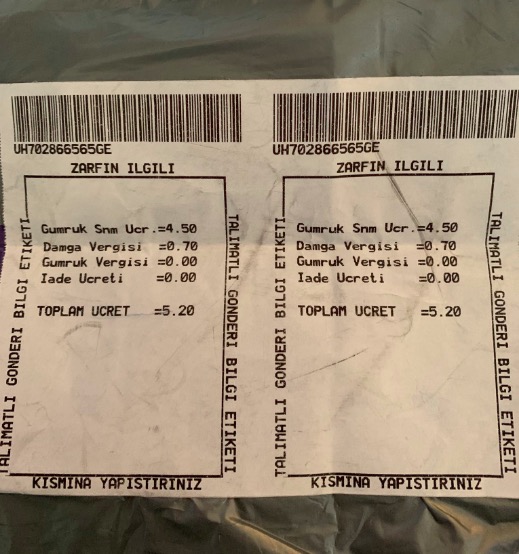 UH702866565GE
ZARFIN ILGILI
TALIMATLI GONDERI BILGI ETIKETI
Gumruk Snm Ucr.=4.50
Damga Vergisi =0.70
Gumruk Vergisi =0.00
Iade Ucreti =0.00
TOPLAM UCRET =5.20
TALIMATLI GONDERI BILGI ETIKETI
KISMINA YAPISTIRINIZ
UH702866565GE
ZARFIN ILGILI
TALIMATLI GONDERI BILGI ETIKETI
Gumruk Snm Ucr.=4.50
Damga Vergisi =0.70
Gumruk Vergisi =0.00
Iade Ucreti =0.00
TOPLAM UCRET =5.20
TALIMATLI GONDERI BILGI ETIKETI
KISMINA YAPISTIRINIZ